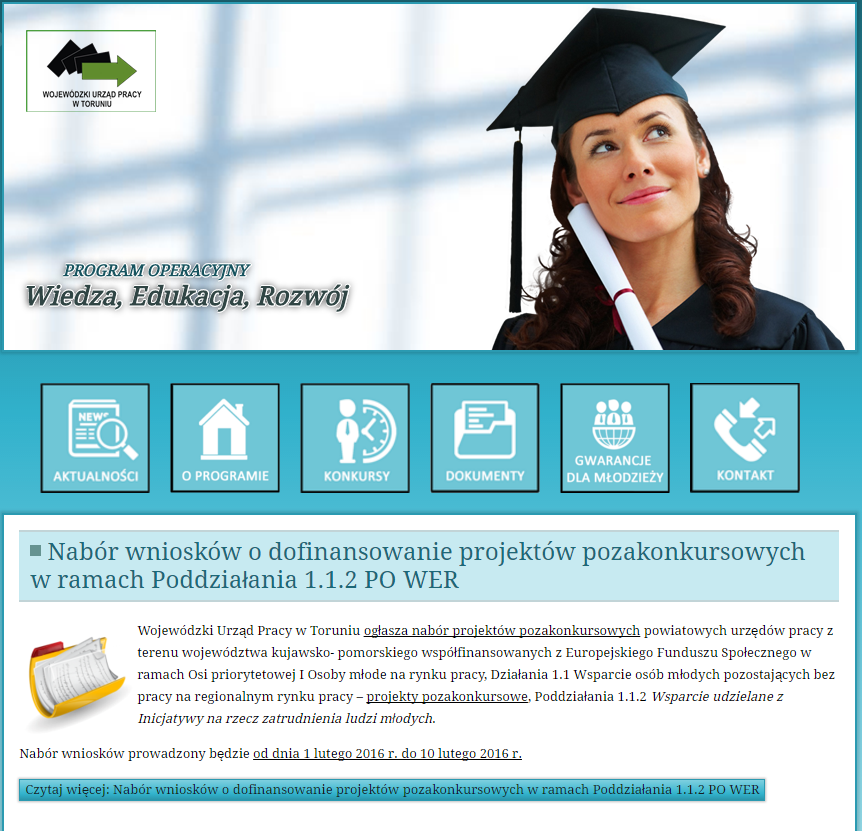 WOJEWÓDZKI URZĄD PRACY
W TORUNIU
PROGRAM OPERACYJNY
Wiedza, Edukacja, Rozwój
NEWS
AKTUALNOŚCI
O PROGRAMIE
KONKURSY
DOKUMENTY
GWARANCJE
DLA MŁODZIEŻY
KONTAKT
Nabór wniosków o dofinansowanie projektów pozakonkursowych
w ramach Poddziałania 1.1.2 PO WER
Wojewódzki Urząd Pracy w Toruniu ogłasza nabór projektów pozakonkursowych powiatowych urzędów pracy z
terenu województwa kujawsko- pomorskiego współfinansowanych z Europejskiego Funduszu Społecznego w
ramach Osi priorytetowej I Osoby młode na rynku pracy, Działania 1.1 Wsparcie osób młodych pozostających bez
pracy na regionalnym rynku pracy – projekty pozakonkursowe, Poddziałania 1.1.2 Wsparcie udzielane z
Inicjatywy na rzecz zatrudnienia ludzi młodych.
Nabór wniosków prowadzony będzie od dnia 1 lutego 2016 r. do 10 lutego 2016 r.
Czytaj więcej: Nabór wniosków o dofinansowanie projektów pozakonkursowych w ramach Poddziałania 1.1.2 PO WER